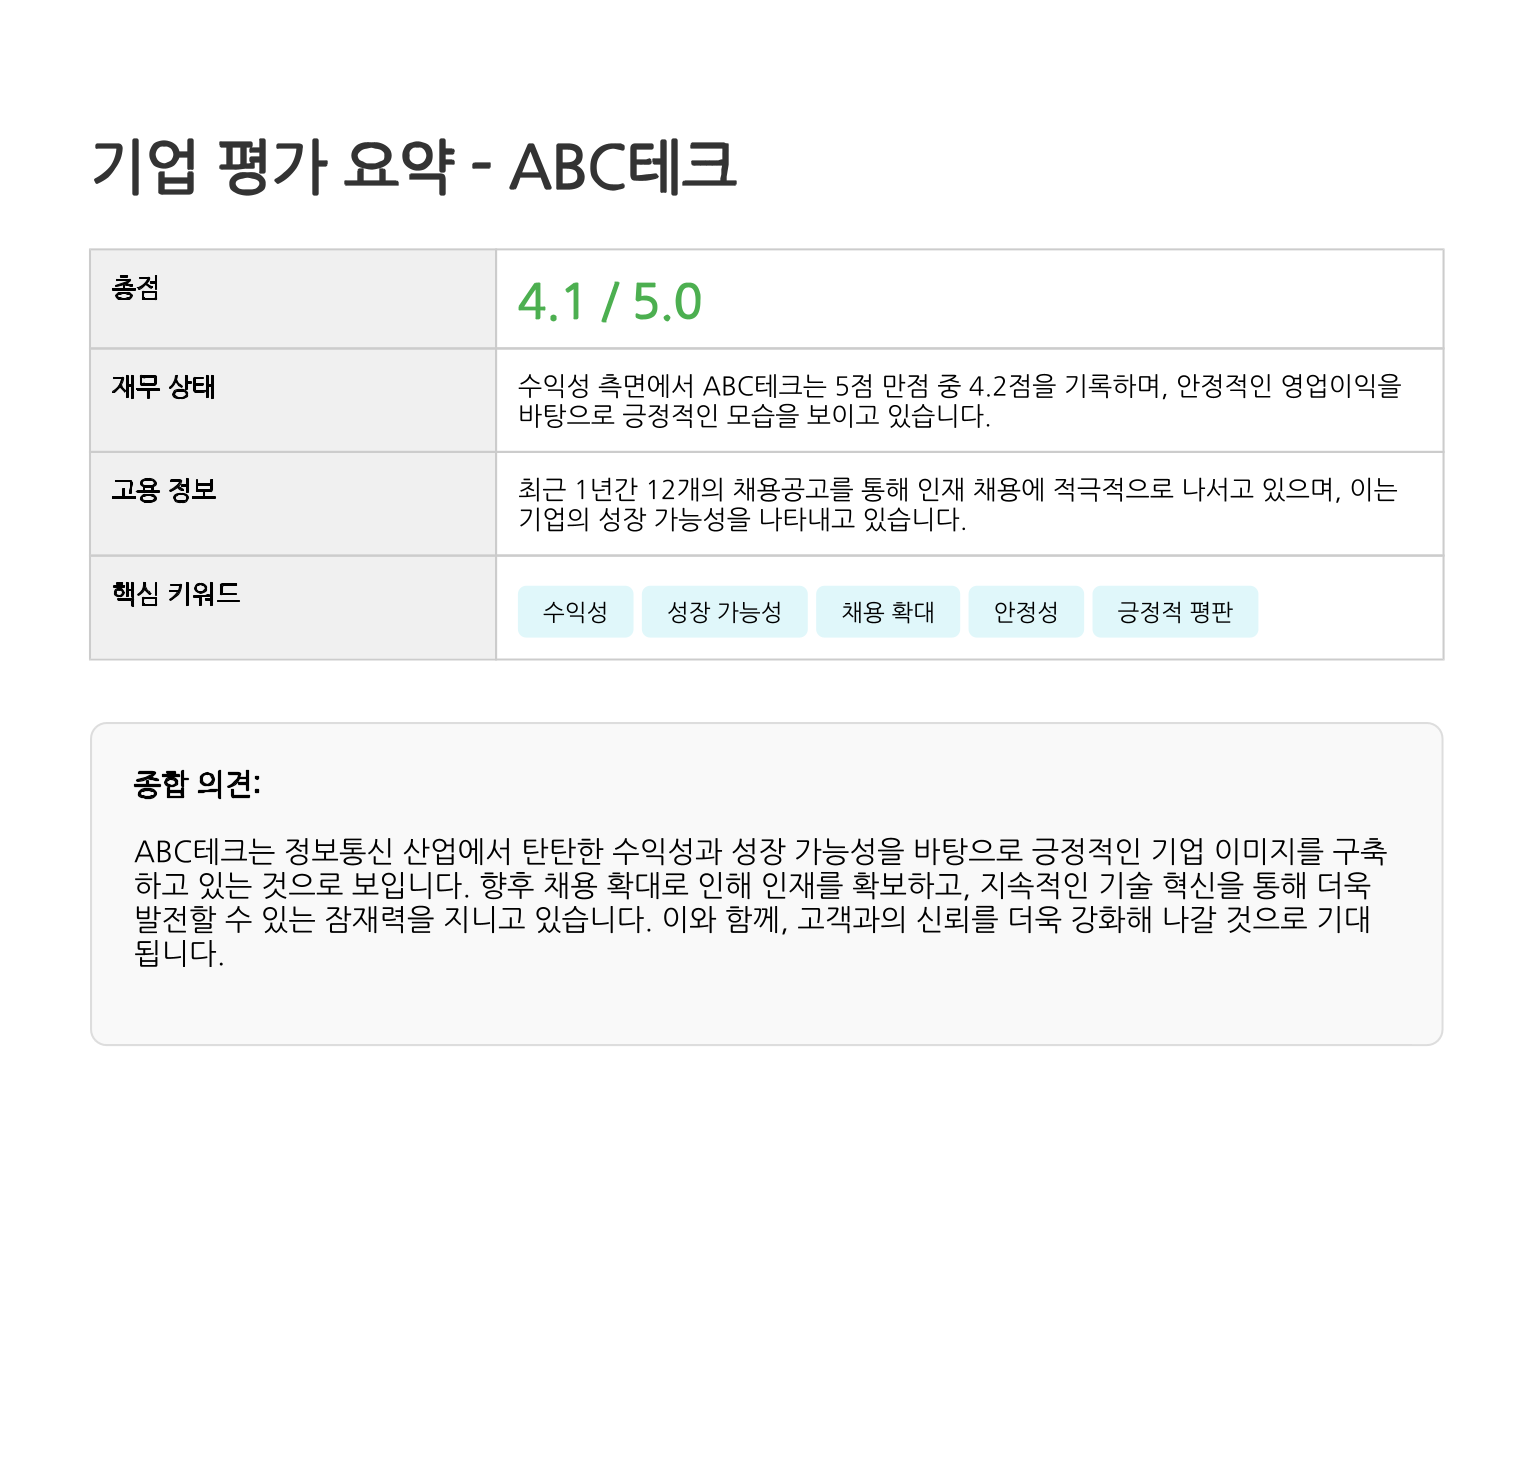 기업 평가 요약 - ABC테크
총점
4.1 / 5.0
재무 상태
수익성 측면에서 ABC테크는 5점 만점 중 4.2점을 기록하며, 안정적인 영업이익을
바탕으로 긍정적인 모습을 보이고 있습니다.
고용 정보
최근 1년간 12개의 채용공고를 통해 인재 채용에 적극적으로 나서고 있으며, 이는
기업의 성장 가능성을 나타내고 있습니다.
핵심 키워드
수익성 성장 가능성 채용 확대 안정성 긍정적 평판
종합 의견:
ABC테크는 정보통신 산업에서 탄탄한 수익성과 성장 가능성을 바탕으로 긍정적인 기업 이미지를 구축
하고 있는 것으로 보입니다. 향후 채용 확대로 인해 인재를 확보하고, 지속적인 기술 혁신을 통해 더욱
발전할 수 있는 잠재력을 지니고 있습니다. 이와 함께, 고객과의 신뢰를 더욱 강화해 나갈 것으로 기대
됩니다.